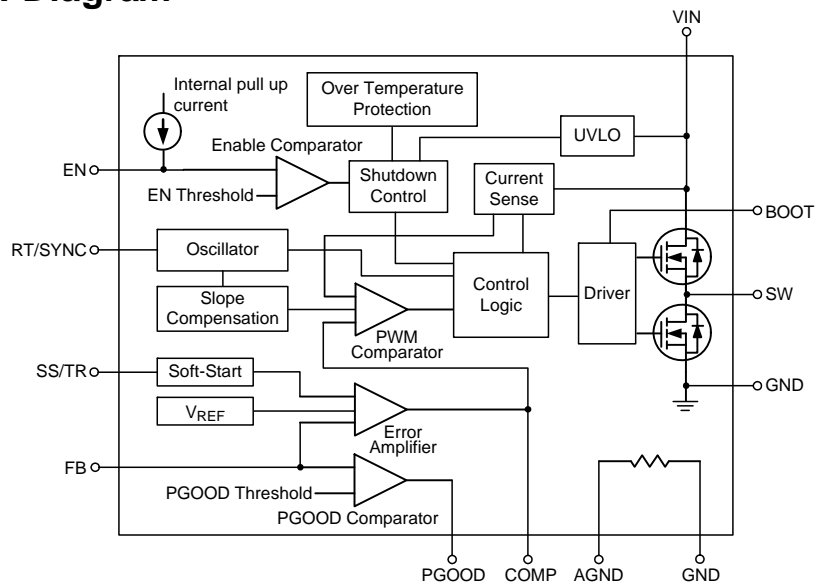 VIN
Internal pull up
current
Over Temperature
Protection
Enable Comparator
UVLO
EN
EN Threshold
Shutdown
Control
Current
Sense
BOOT
RT/SYNC
Oscillator
Slope
Compensation
Control
Logic
Driver
SW
PWM
Comparator
SS/TR
Soft-Start
GND
VREF
Error
Amplifier
FB
PGOOD Threshold
PGOOD Comparator
PGOOD
COMP
AGND
GND